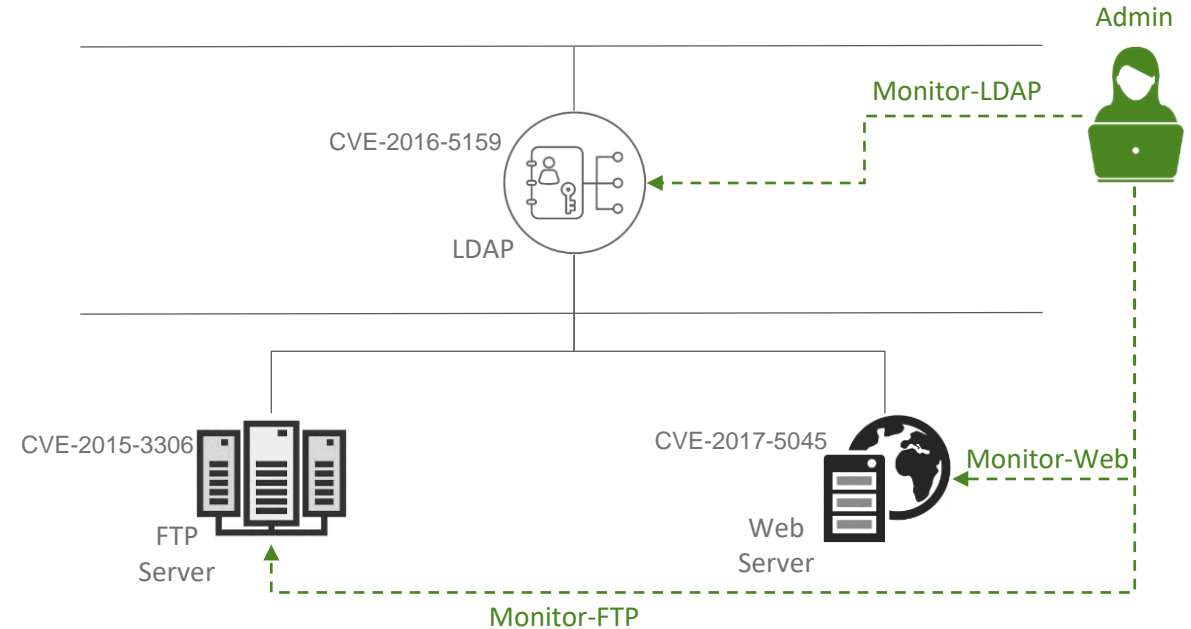 Admin
Monitor-LDAP
CVE-2016-5159
LDAP
CVE-2015-3306
CVE-2017-5045
Monitor-Web
FTP
Server
Web
Server
Monitor-FTP